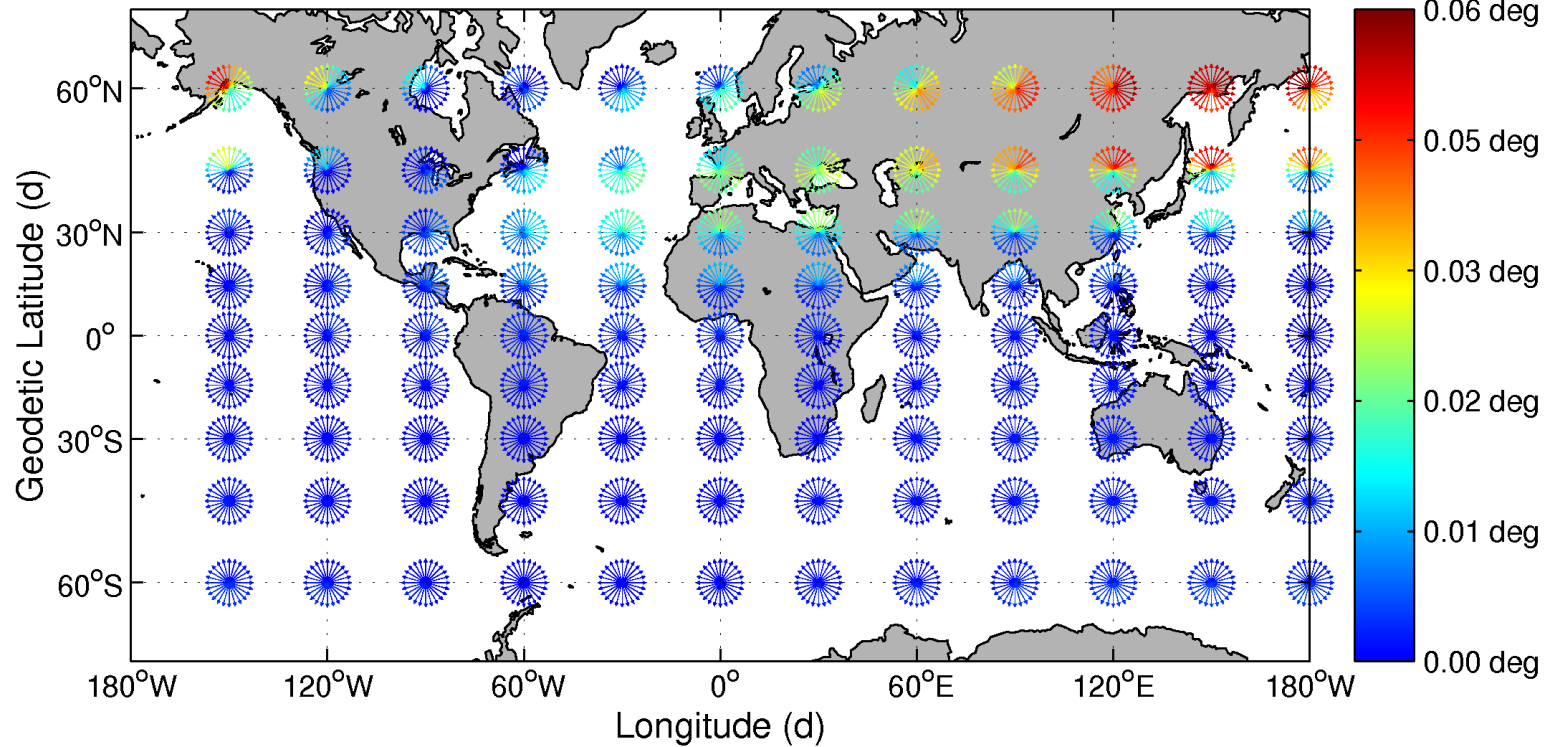 0.06 deg
60°N
0.05 deg
30°N
0.03 deg
0°
0.02 deg
30°S
0.01 deg
60°S
0.00 deg
180°W 120°W 60°W 0° 60°E 120°E 180°W
Longitude (d)
Geodetic Latitude (d)